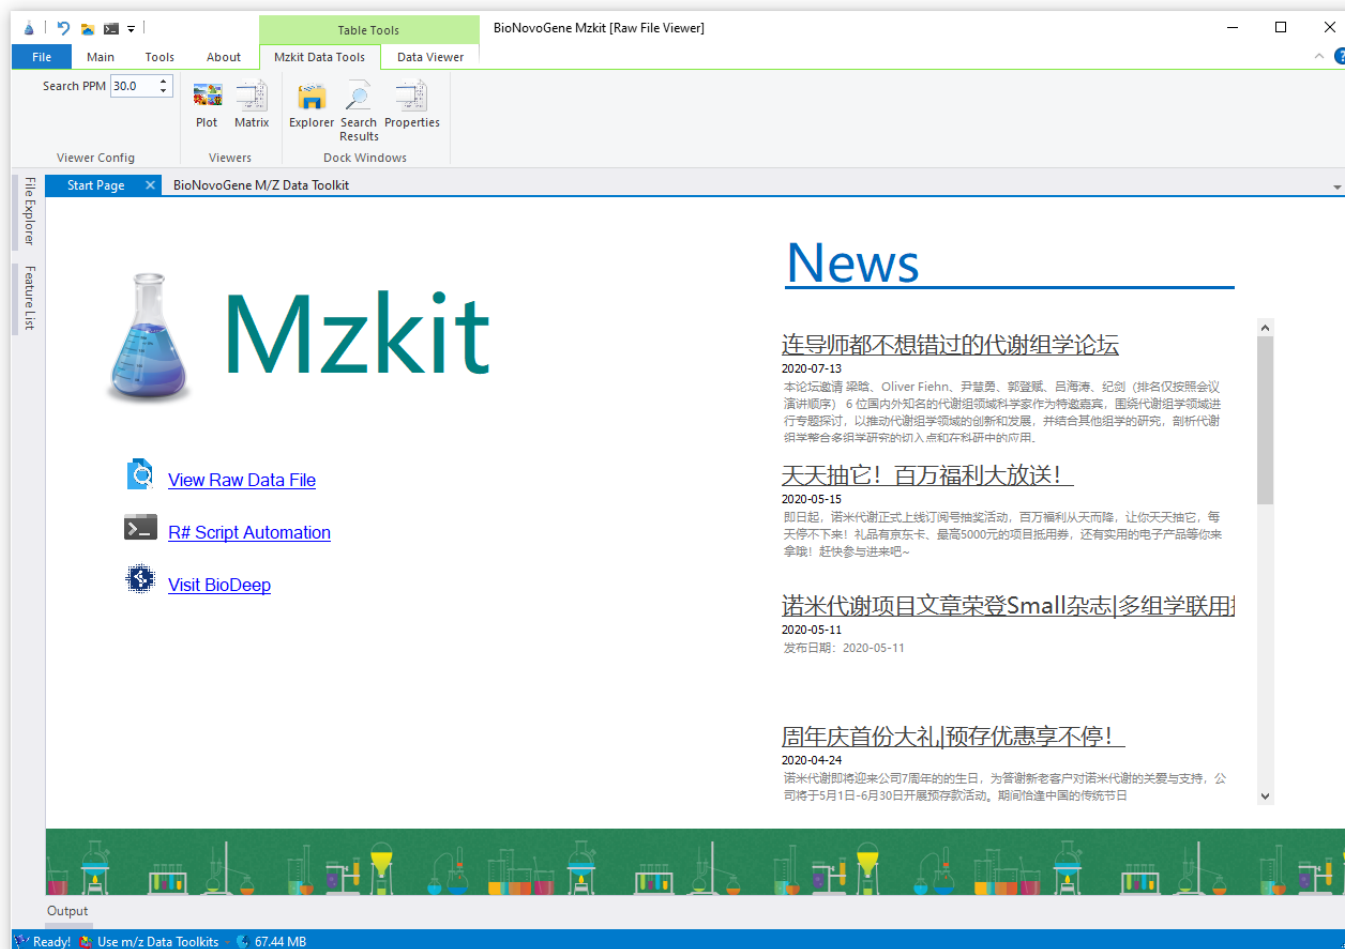 Table Tools
BioNovoGene Mzkit [Raw File Viewer]
File
Main
Tools
About
Mzkit Data Tools
Data Viewer
Search PPM 30.0
Plot
Matrix
Explorer
Search
Results
Properties
Viewer Config
Viewers
Dock Windows
File Explorer
Feature List
Start Page
BioNovoGene M/Z Data Toolkit
Mzkit
View Raw Data File
R# Script Automation
Visit BioDeep
News
连导师都不想错过的代谢组学论坛
2020-07-13
本论坛邀请 梁晗、Oliver Fiehn、尹慧勇、郭登赋、吕海涛、纪剑（排名仅按照会议
演讲顺序） 6 位国内外知名的代谢组领域科学家作为特邀嘉宾，围绕代谢组学领域进
行专题探讨，以推动代谢组学领域的创新和发展，并结合其他组学的研究，剖析代谢
组学整合多组学研究的切入点和在科研中的应用。
天天抽它！百万福利大放送！
2020-05-15
即日起，诺米代谢正式上线订阅号抽奖活动，百万福利从天而降，让你天天抽它，每
天停不下来！礼品有京东卡、最高5000元的项目抵用券，还有实用的电子产品等你来
拿哦！赶快参与进来吧~
诺米代谢项目文章荣登Small杂志|多组学联用
2020-05-11
发布日期：2020-05-11
周年庆首份大礼|预存优惠享不停！
2020-04-24
诺米代谢即将迎来公司7周年的的生日，为答谢新老客户对诺米代谢的关爱与支持，公
司将于5月1日-6月30日开展预存款活动。期间恰逢中国的传统节日
Output
Ready! Use m/z Data Toolkits - 67.44 MB